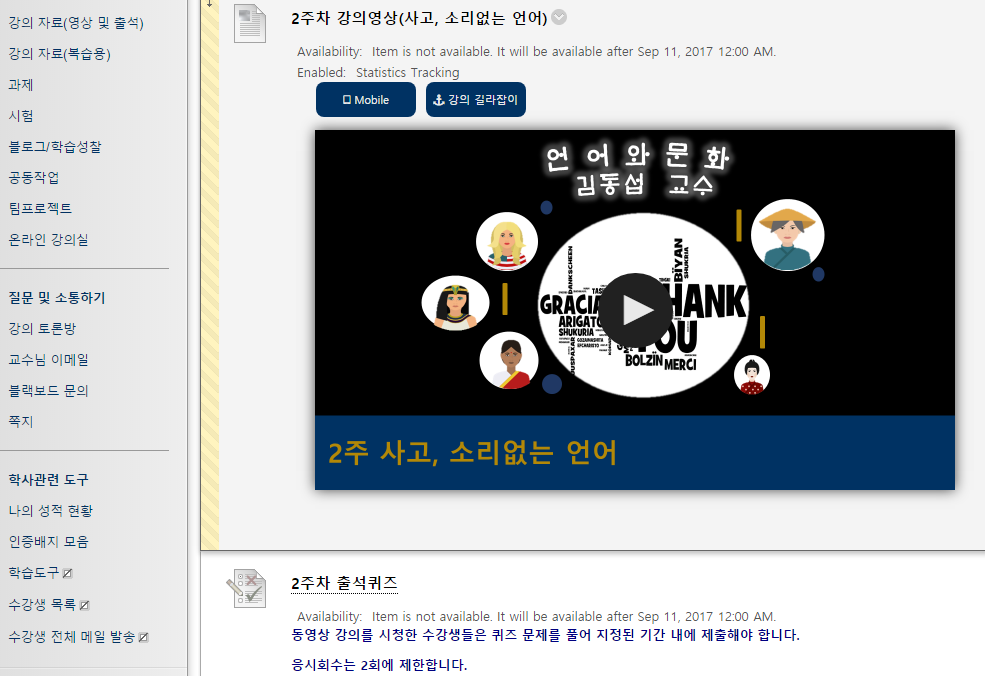 강의 자료(영상 및 출석)
강의 자료(복습용)
과제
시험
블로그/학습성찰
공동작업
팀프로젝트
온라인 강의실
질문 및 소통하기
강의 토론방
교수님 이메일
블랙보드 문의
쪽지
학사관련 도구
나의 성적 현황
인증배지 모음
학습도구
수강생 목록
수강생 전체 메일 발송
2주차 강의영상(사고, 소리없는 언어)
Availability: Item is not available. It will be available after Sep 11, 2017 12:00 AM.
Enabled: Statistics Tracking
Mobile
강의 길라잡이
언 어 와 문 화
김동섭 교수
DANKSCHEEN
BİYAN
SHUKRIA
THANK
ARIGATO
SHUKURIA
GOZAIMASHITA
EFCHARISTO
YOU
BOLZİN
MERCI
2주 사고, 소리없는 언어
2주차 출석퀴즈
Availability: Item is not available. It will be available after Sep 11, 2017 12:00 AM.
동영상 강의를 시청한 수강생들은 퀴즈 문제를 풀어 지정된 기간 내에 제출해야 합니다.
응시회수는 2회에 제한합니다.